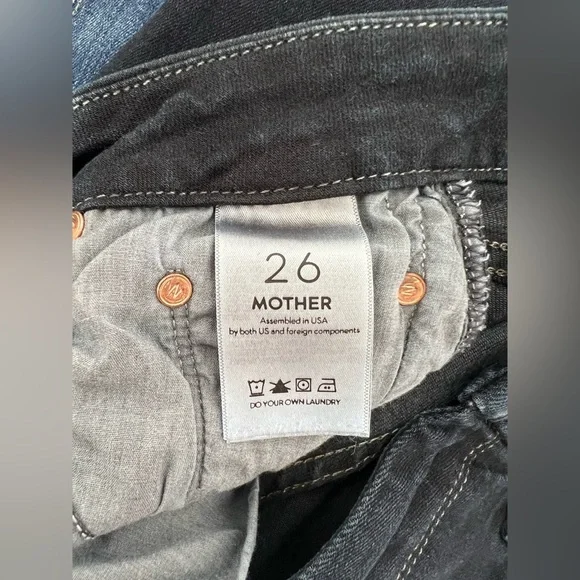 26
MOTHER
Assembled in USA
by both US and foreign components
DO YOUR OWN LAUNDRY